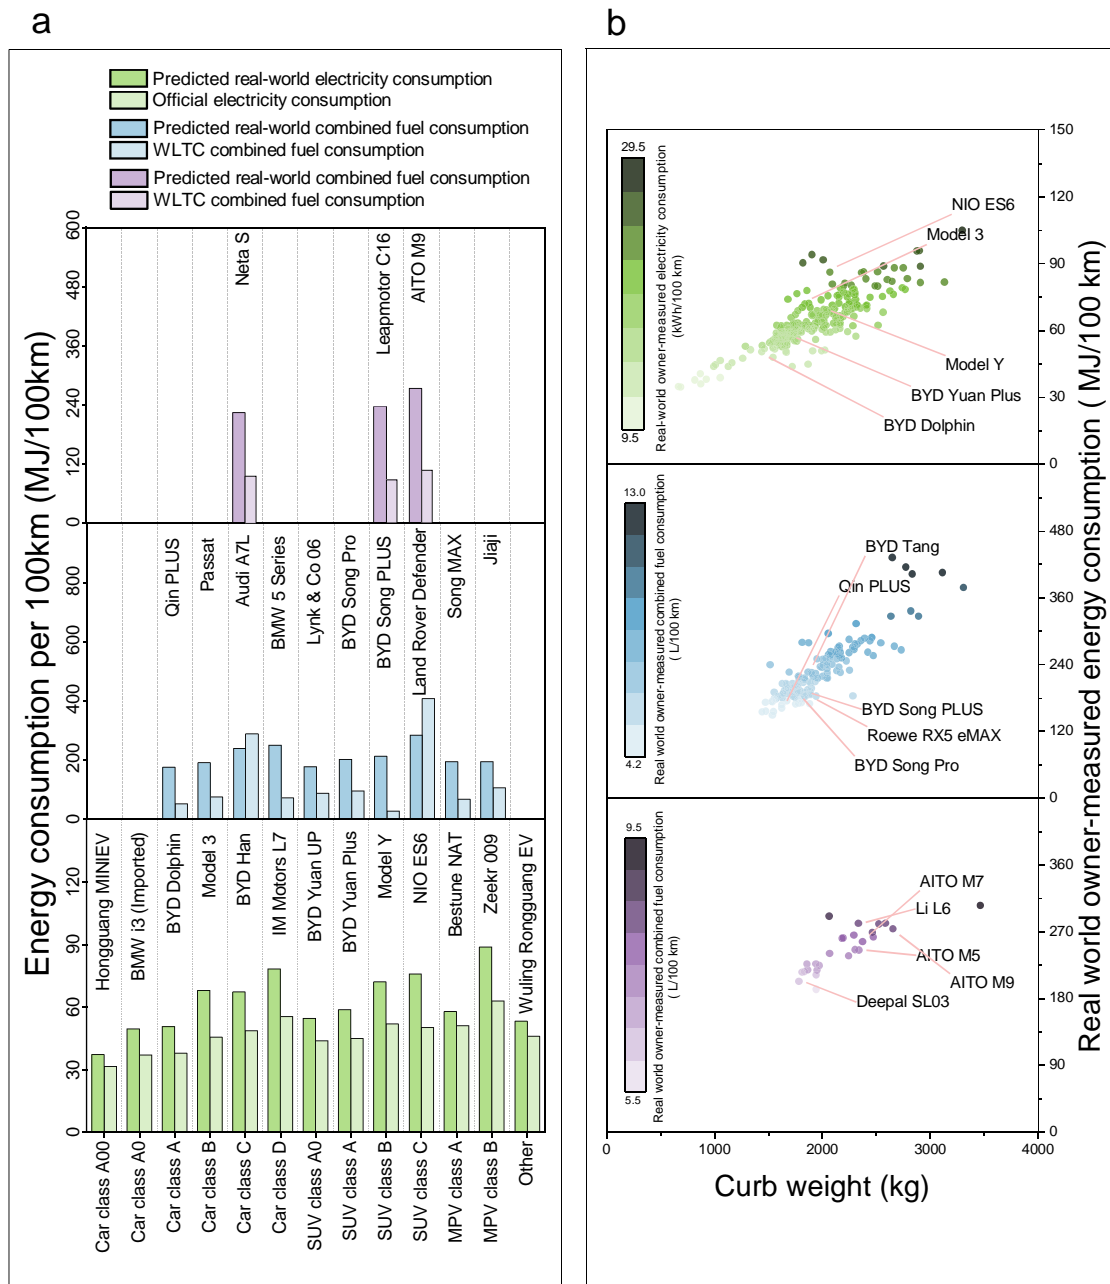 a
Predicted real-world electricity consumption
Official electricity consumption
Predicted real-world combined fuel consumption
WLTC combined fuel consumption
Predicted real-world combined fuel consumption
WLTC combined fuel consumption
Energy consumption per 100km (MJ/100km)
600
480
360
240
120
0
Neta S
Leapmotor C16
AITO M9
800
600
400
200
0
Qin PLUS
Passat
Audi A7L
BMW 5 Series
Lynk & Co 06
BYD Song Pro
BYD Song PLUS
Land Rover Defender
Song MAX
Jiaji
120
90
60
30
0
Hongguang MINIEV
BMW i3 (Imported)
BYD Dolphin
Model 3
BYD Han
IM Motors L7
BYD Yuan UP
BYD Yuan Plus
Model Y
NIO ES6
Bestune NAT
Zeekr 009
Wuling Rongguang EV
Car class A00
Car class A0
Car class A
Car class B
Car class C
Car class D
SUV class A0
SUV class A
SUV class B
SUV class C
MPV class A
MPV class B
Other
b
29.5
9.5
Real-world owner-measured electricity consumption
(kWh/100 km)
NIO ES6
Model 3
Model Y
BYD Yuan Plus
BYD Dolphin
150
120
90
60
30
0
13.0
4.2
Real world owner-measured combined fuel consumption
( L/100 km)
BYD Tang
Qin PLUS
BYD Song PLUS
Roewe RX5 eMAX
BYD Song Pro
480
360
240
120
0
9.5
5.5
Real world owner-measured combined fuel consumption
( L/100 km)
AITO M7
Li L6
AITO M5
AITO M9
Deepal SL03
360
270
180
90
0
0
1000
2000
3000
4000
Curb weight (kg)
Real world owner-measured energy consumption ( MJ/100 km)